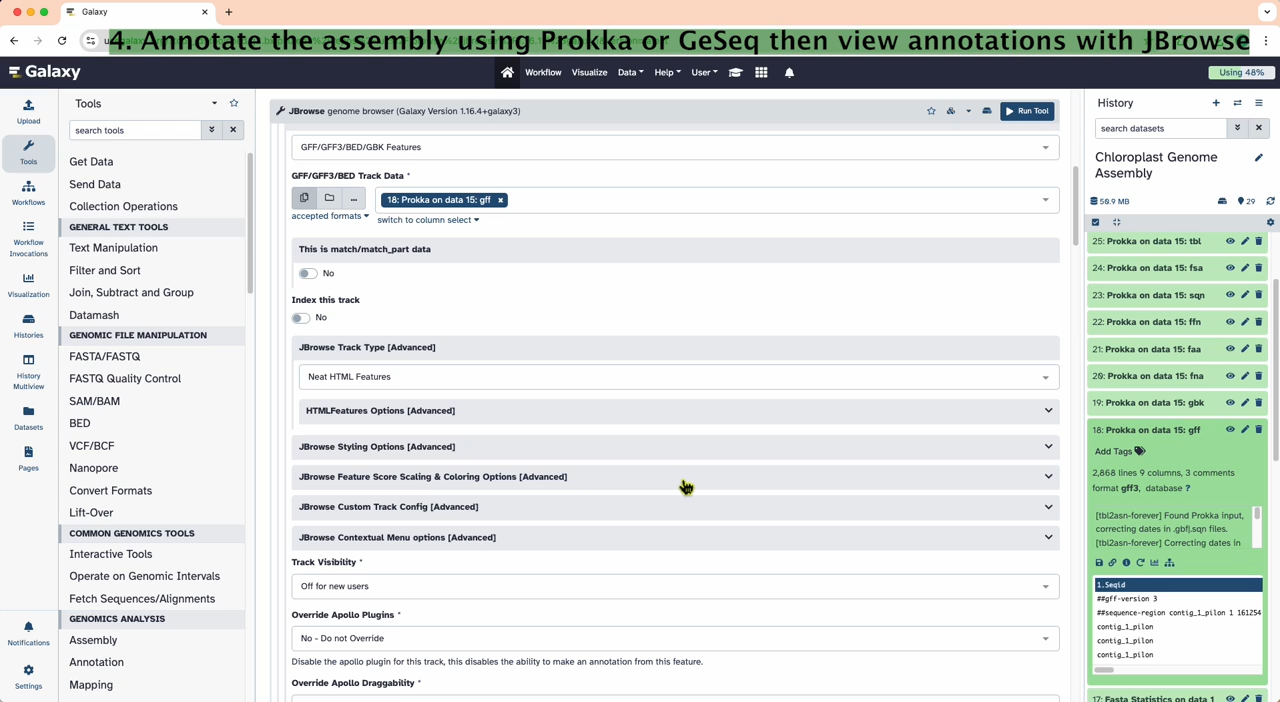 Galaxy
4. Annotate the assembly using Prokka or GeSeq then view annotations with JBrowse
Galaxy
Workflow
Visualize
Data
Help
User
Using 48%
Upload
Tools
Workflows
Workflow
Invocations
Visualization
Histories
History
Multiview
Datasets
Pages
Notifications
Settings
Tools
search tools
Get Data
Send Data
Collection Operations
GENERAL TEXT TOOLS
Text Manipulation
Filter and Sort
Join, Subtract and Group
Datamash
GENOMIC FILE MANIPULATION
FASTA/FASTQ
FASTQ Quality Control
SAM/BAM
BED
VCF/BCF
Nanopore
Convert Formats
Lift-Over
COMMON GENOMICS TOOLS
Interactive Tools
Operate on Genomic Intervals
Fetch Sequences/Alignments
GENOMICS ANALYSIS
Assembly
Annotation
Mapping
JBrowse genome browser (Galaxy Version 1.16.4+galaxy3)
Run Tool
GFF/GFF3/BED/GBK Features
GFF/GFF3/BED Track Data *
18: Prokka on data 15: gff ×
accepted formats
switch to column select
This is match/match_part data
No
Index this track
No
JBrowse Track Type [Advanced]
Neat HTML Features
HTMLFeatures Options [Advanced]
JBrowse Styling Options [Advanced]
JBrowse Feature Score Scaling & Coloring Options [Advanced]
JBrowse Custom Track Config [Advanced]
JBrowse Contextual Menu options [Advanced]
Track Visibility *
Off for new users
Override Apollo Plugins *
No - Do not Override
Disable the apollo plugin for this track, this disables the ability to make an annotation from this feature.
Override Apollo Draggability *
History
search datasets
Chloroplast Genome
Assembly
50.9 MB
29
25: Prokka on data 15: tbl
24: Prokka on data 15: fsa
23: Prokka on data 15: sqn
22: Prokka on data 15: ffn
21: Prokka on data 15: faa
20: Prokka on data 15: fna
19: Prokka on data 15: gbk
18: Prokka on data 15: gff
Add Tags
2,868 lines 9 columns, 3 comments
format gff3, database ?
[tbl2asn-forever] Found Prokka input,
correcting dates in .gbf|.sqn files.
[tbl2asn-forever] Correcting dates in
1.Seqid
##gff-version 3
##sequence-region contig_1_pilon 1 161254
contig_1_pilon
contig_1_pilon
contig_1_pilon
17: Fasta Statistics on data 1